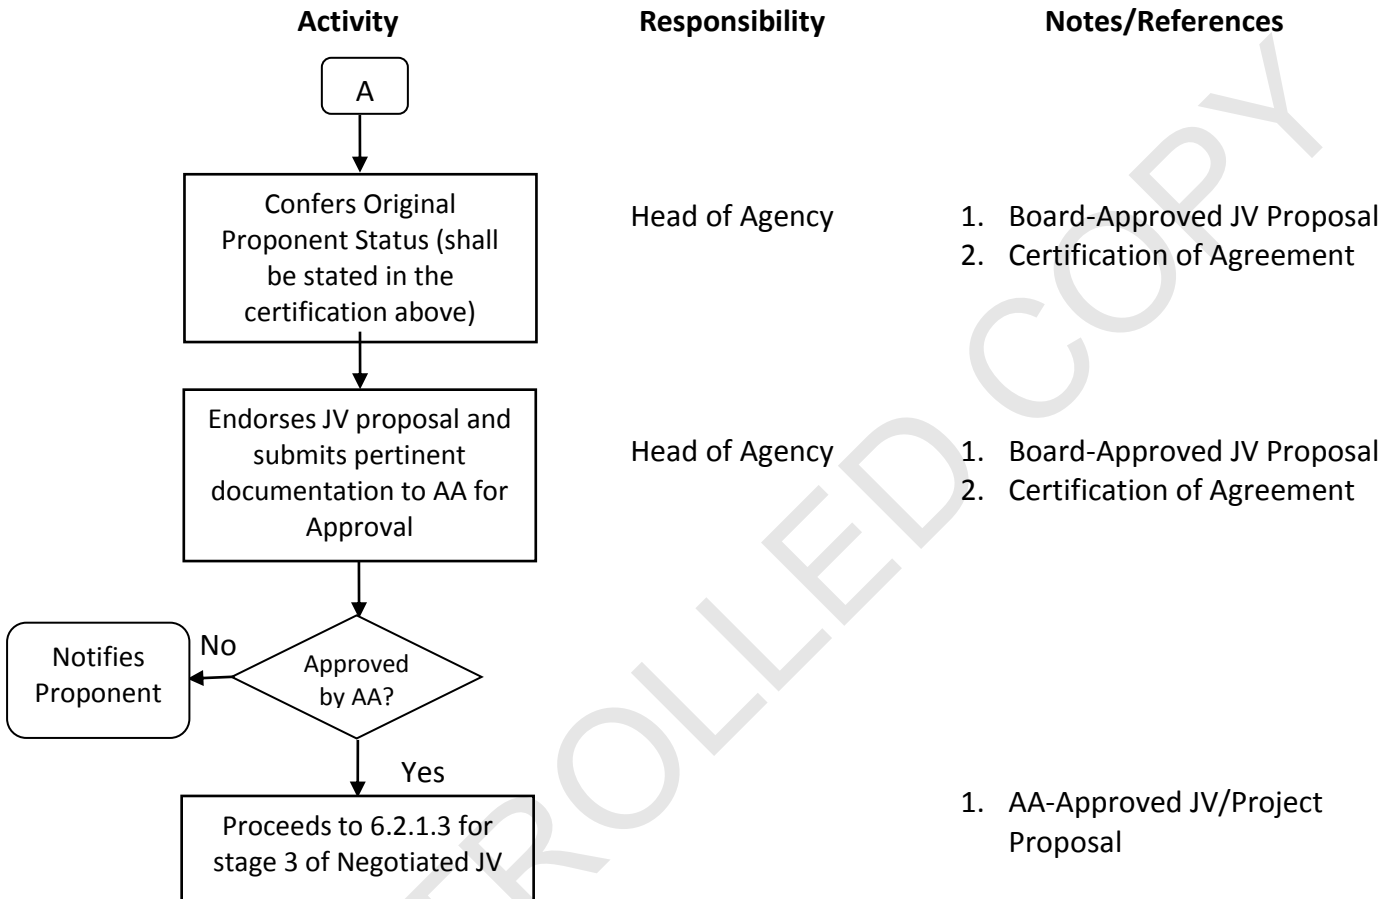 Activity Responsibility Notes/References
A
Confers Original
Proponent Status (shall
be stated in the
certification above)
Head of Agency
1. Board-Approved JV Proposal
2. Certification of Agreement
Endorses JV proposal and
submits pertinent
documentation to AA for
Approval
Head of Agency
1. Board-Approved JV Proposal
2. Certification of Agreement
Notifies
Proponent
No
Approved
by AA?
Yes
Proceeds to 6.2.1.3 for
stage 3 of Negotiated JV
1. AA-Approved JV/Project
Proposal
TROLLED COPY